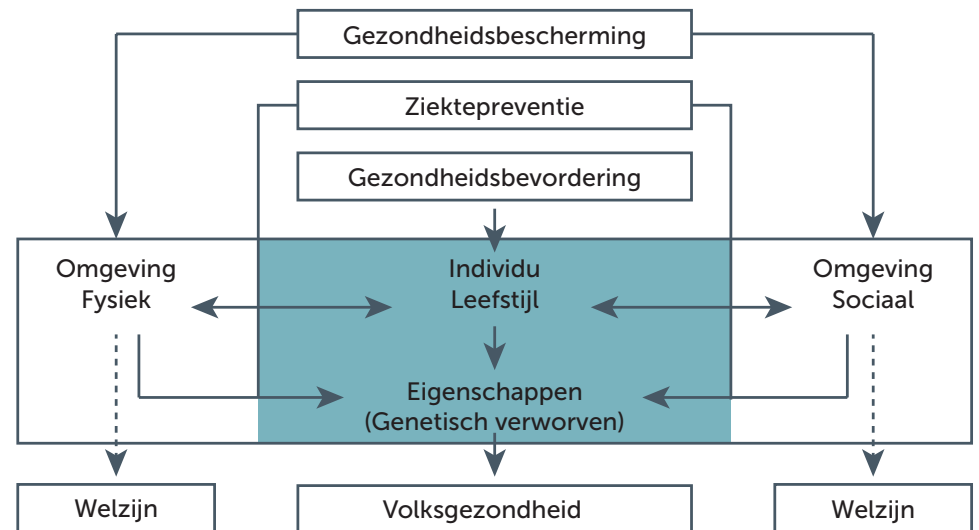 Gezondheidsbescherming
Ziektepreventie
Gezondheidsbevordering
Omgeving
Fysiek
Individu
Leefstijl
Omgeving
Sociaal
Eigenschappen
(Genetisch verworven)
Welzijn
Volksgezondheid
Welzijn